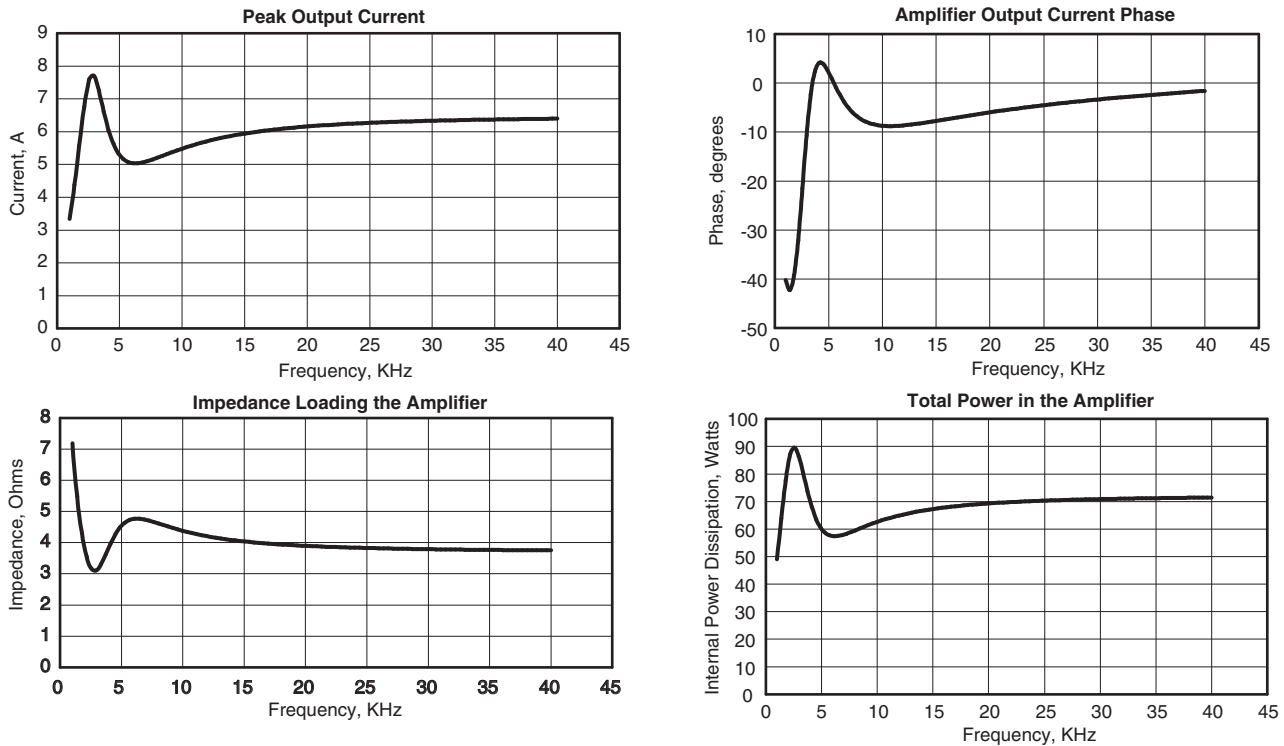 Peak Output Current
9
8
7
6
5
4
3
2
1
0
Current, A
0 5 10 15 20 25 30 35 40 45
Frequency, KHz
Amplifier Output Current Phase
10
0
-10
-20
-30
-40
-50
Phase, degrees
0 5 10 15 20 25 30 35 40 45
Frequency, KHz
Impedance Loading the Amplifier
8
7
6
5
4
3
2
1
0
Impedance, Ohms
0 5 10 15 20 25 30 35 40 45
Frequency, KHz
Total Power in the Amplifier
100
90
80
70
60
50
40
30
20
10
0
Internal Power Dissipation, Watts
0 5 10 15 20 25 30 35 40 45
Frequency, KHz